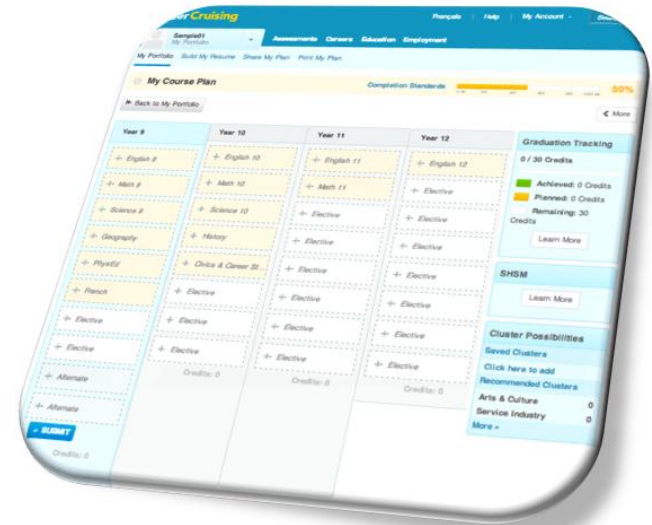 er Cruising
Français Help My Account
Sample01
My Portfolio
Assessments Careers Education Employment
My Portfolio Build My Resume Share My Plan Print My Plan
My Course Plan
Completion Standards
50%
Back to My Portfolio
< More
Year 9
+ English 9
+ Math 9
+ Science 9
+ Geography
+ PhysEd
+ French
+ Elective
+ Elective
+ Alternate
+ Alternate
SUBMIT
Credits: 0
Year 10
+ English 10
+ Math 10
+ Science 10
+ History
+ Civics & Career St...
+ Elective
+ Elective
+ Elective
Credits: 0
Year 11
+ English 11
+ Math 11
+ Elective
+ Elective
+ Elective
+ Elective
+ Elective
+ Elective
Credits: 0
Year 12
+ English 12
+ Elective
+ Elective
+ Elective
+ Elective
+ Elective
+ Elective
+ Elective
Credits: 0
Graduation Tracking
0 / 30 Credits
Achieved: 0 Credits
Planned: 0 Credits
Remaining: 30
Credits
Learn More
SHSM
Learn More
Cluster Possibilities
Saved Clusters
Click here to add
Recommended Clusters
Arts & Culture 0
Service Industry 0
More »